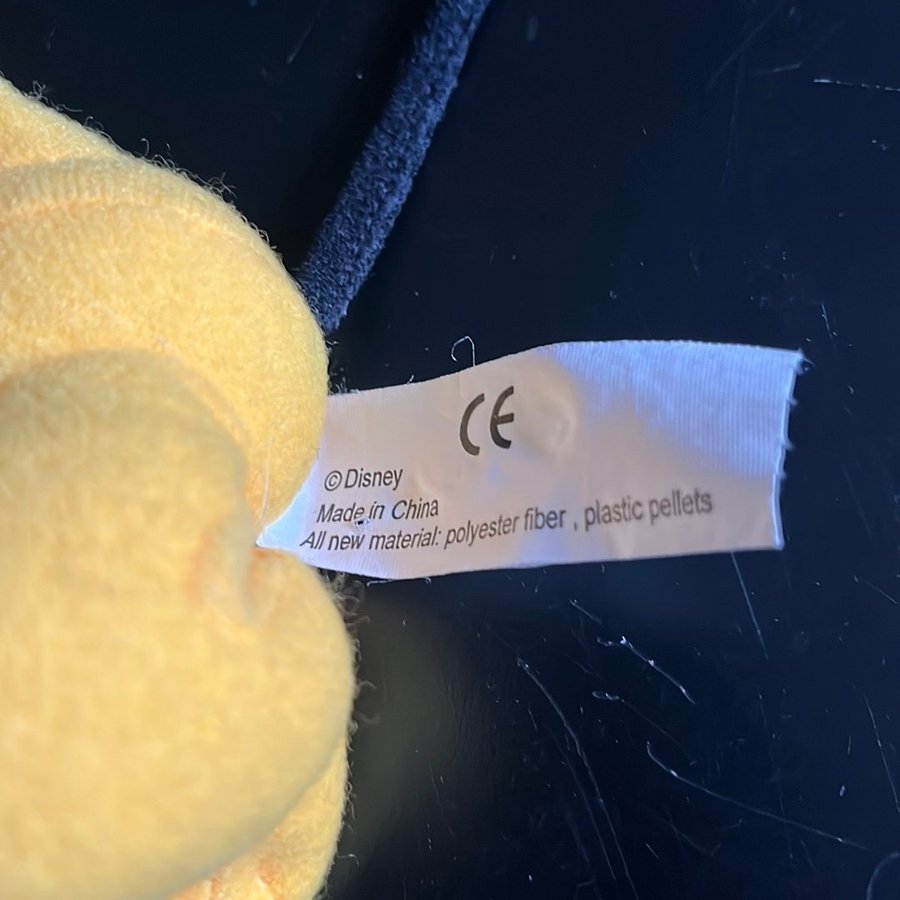 CE
© Disney
Made in China
All new material: polyester fiber , plastic pellets